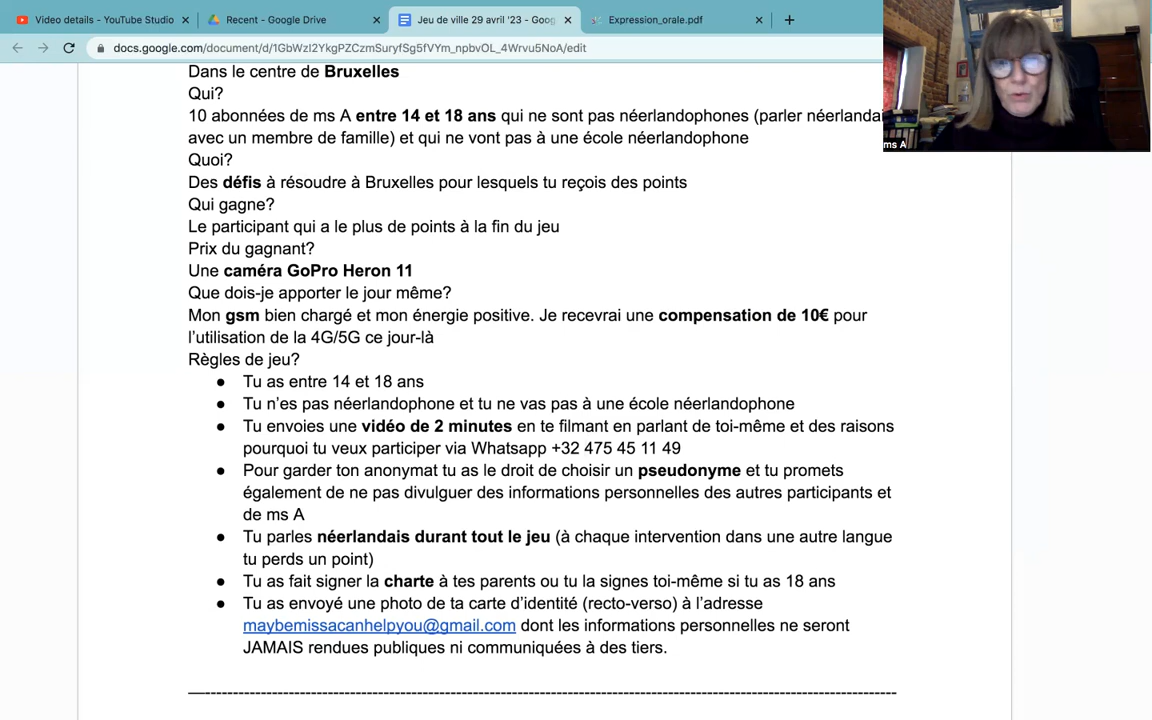 Video details - YouTube Studio
Recent - Google Drive
Jeu de ville 29 avril '23 - Goog
Expression_orale.pdf
docs.google.com/document/d/1GbWzI2YkgPZCzmSuryfSg5fVYm_npbvOL_4Wrvu5NoA/edit
Dans le centre de Bruxelles
Qui?
10 abonnées de ms A entre 14 et 18 ans qui ne sont pas néerlandophones (parler néerlandai
avec un membre de famille) et qui ne vont pas à une école néerlandophone
Quoi?
Des défis à résoudre à Bruxelles pour lesquels tu reçois des points
Qui gagne?
Le participant qui a le plus de points à la fin du jeu
Prix du gagnant?
Une caméra GoPro Heron 11
Que dois-je apporter le jour même?
Mon gsm bien chargé et mon énergie positive. Je recevrai une compensation de 10€ pour
l'utilisation de la 4G/5G ce jour-là
Règles de jeu?
● Tu as entre 14 et 18 ans
● Tu n'es pas néerlandophone et tu ne vas pas à une école néerlandophone
● Tu envoies une vidéo de 2 minutes en te filmant en parlant de toi-même et des raisons
pourquoi tu veux participer via Whatsapp +32 475 45 11 49
● Pour garder ton anonymat tu as le droit de choisir un pseudonyme et tu promets
également de ne pas divulguer des informations personnelles des autres participants et
de ms A
● Tu parles néerlandais durant tout le jeu (à chaque intervention dans une autre langue
tu perds un point)
● Tu as fait signer la charte à tes parents ou tu la signes toi-même si tu as 18 ans
● Tu as envoyé une photo de ta carte d'identité (recto-verso) à l'adresse
maybemissacanhelpyou@gmail.com dont les informations personnelles ne seront
JAMAIS rendues publiques ni communiquées à des tiers.
ms A